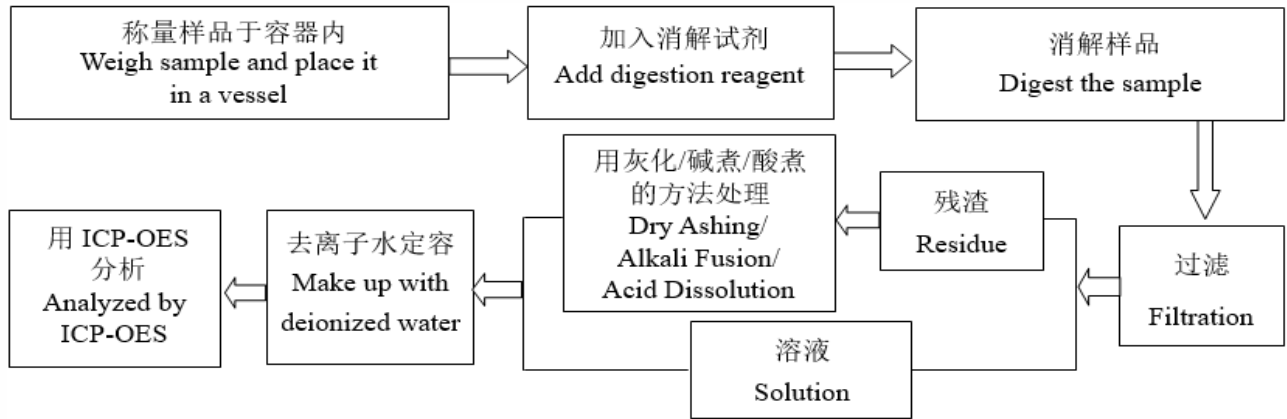 称量样品于容器内
Weigh sample and place it
in a vessel
加入消解试剂
Add digestion reagent
消解样品
Digest the sample
过滤
Filtration
残渣
Residue
用灰化/碱煮/酸煮
的方法处理
Dry Ashing/
Alkali Fusion/
Acid Dissolution
溶液
Solution
去离子水定容
Make up with
deionized water
用 ICP-OES
分析
Analyzed by
ICP-OES